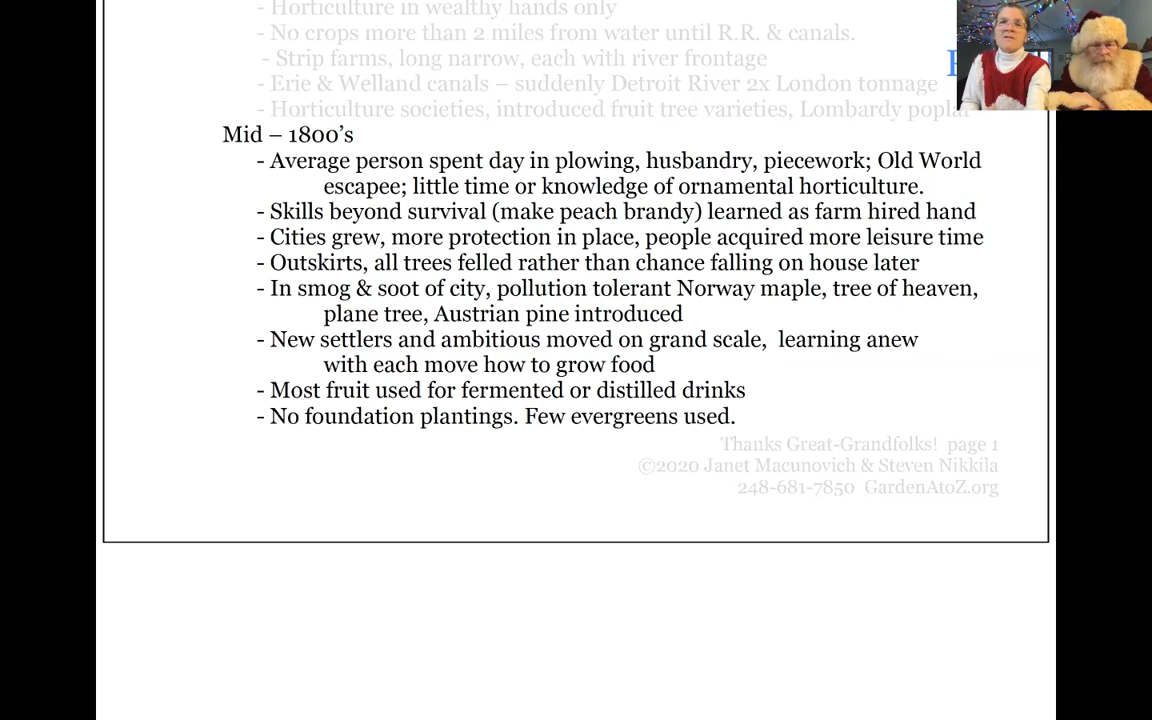 - Horticulture in wealthy hands only
- No crops more than 2 miles from water until R.R. & canals.
- Strip farms, long narrow, each with river frontage
- Erie & Welland canals – suddenly Detroit River 2x London tonnage
- Horticulture societies, introduced fruit tree varieties, Lombardy poplar
Mid – 1800's
- Average person spent day in plowing, husbandry, piecework; Old World
escapee; little time or knowledge of ornamental horticulture.
- Skills beyond survival (make peach brandy) learned as farm hired hand
- Cities grew, more protection in place, people acquired more leisure time
- Outskirts, all trees felled rather than chance falling on house later
- In smog & soot of city, pollution tolerant Norway maple, tree of heaven,
plane tree, Austrian pine introduced
- New settlers and ambitious moved on grand scale, learning anew
with each move how to grow food
- Most fruit used for fermented or distilled drinks
- No foundation plantings. Few evergreens used.
Thanks Great-Grandfolks! page 1
©2020 Janet Macunovich & Steven Nikkila
248-681-7850 GardenAtoZ.org